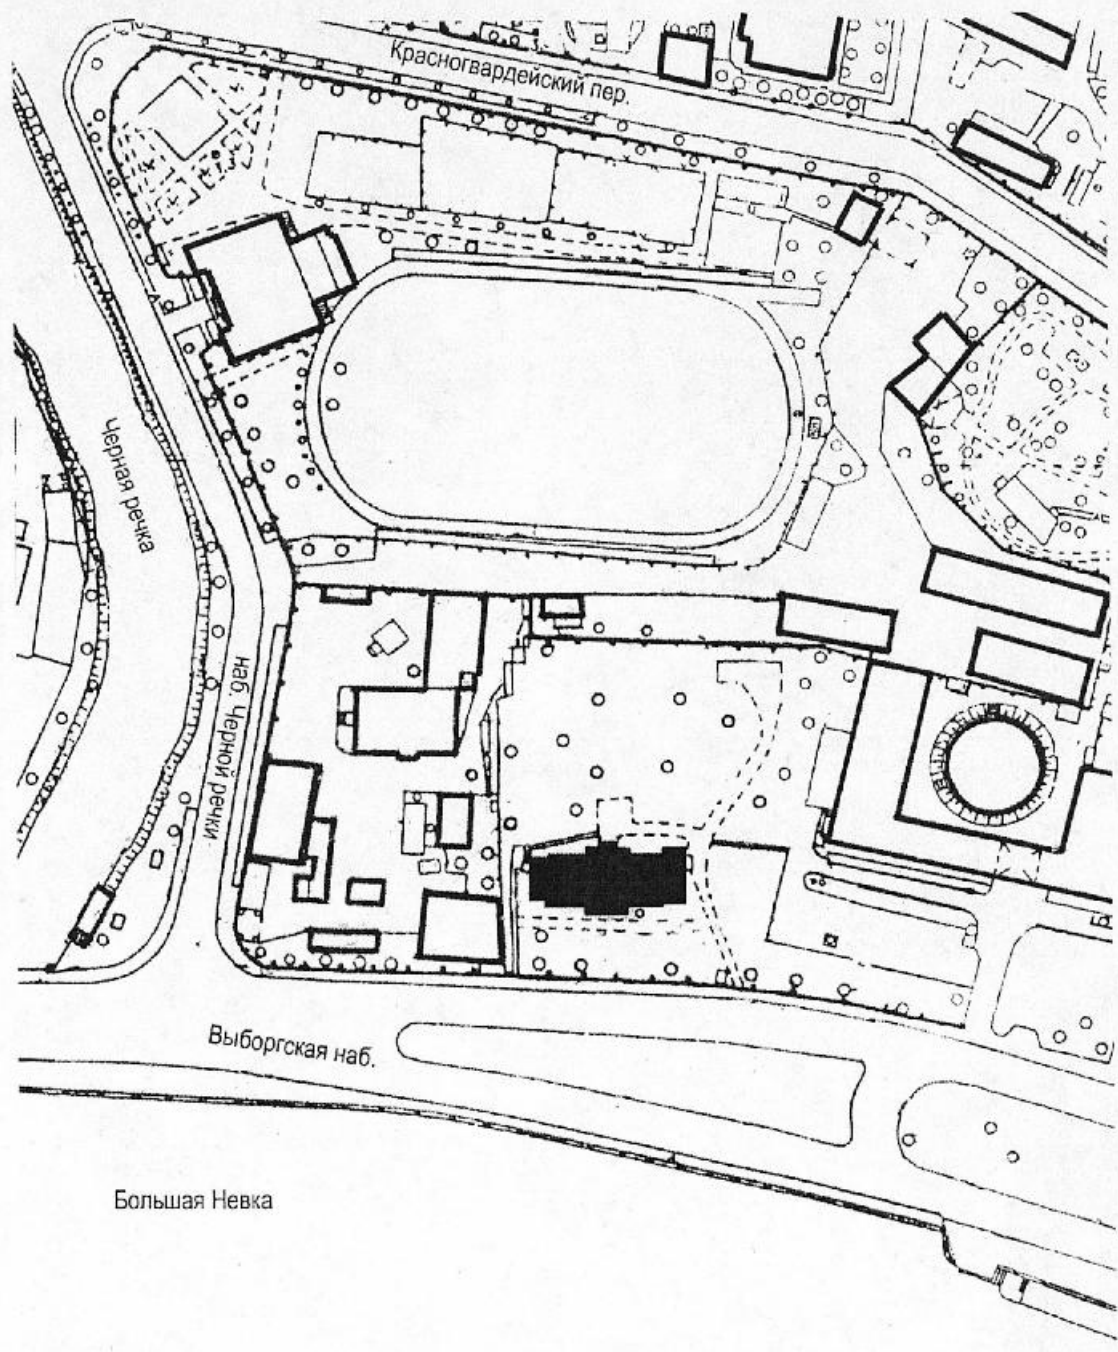 Красногвардейский пер.
Черная речка
наб. Черной речки
Выборгская наб.
Большая Невка